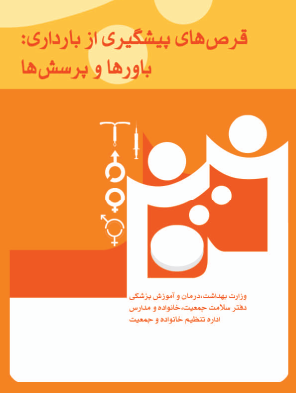 قرص‌های پیشگیری از بارداری:
باورها و پرسش‌ها
وزارت بهداشت،درمان و آموزش پزشکی
دفتر سلامت جمعیت،خانواده و مدارس
اداره تنظیم خانواده و جمعیت